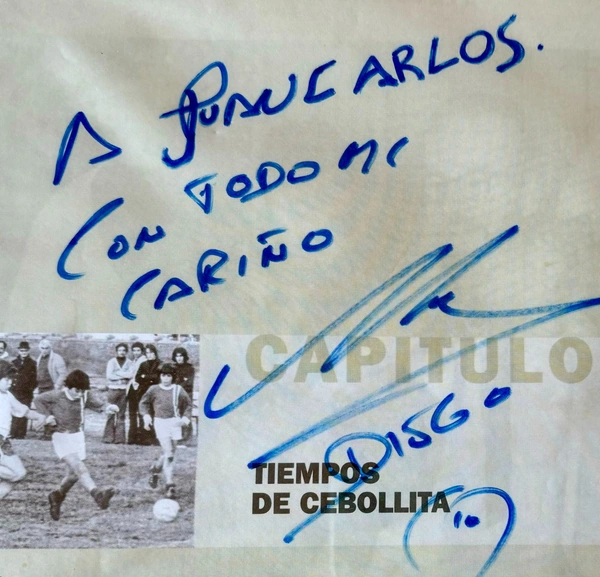 A JUAN CARLOS.
CON TODO MI
CARIÑO
CAPITULO
DIEGO
TIEMPOS
DE CEBOLLITA
(10)